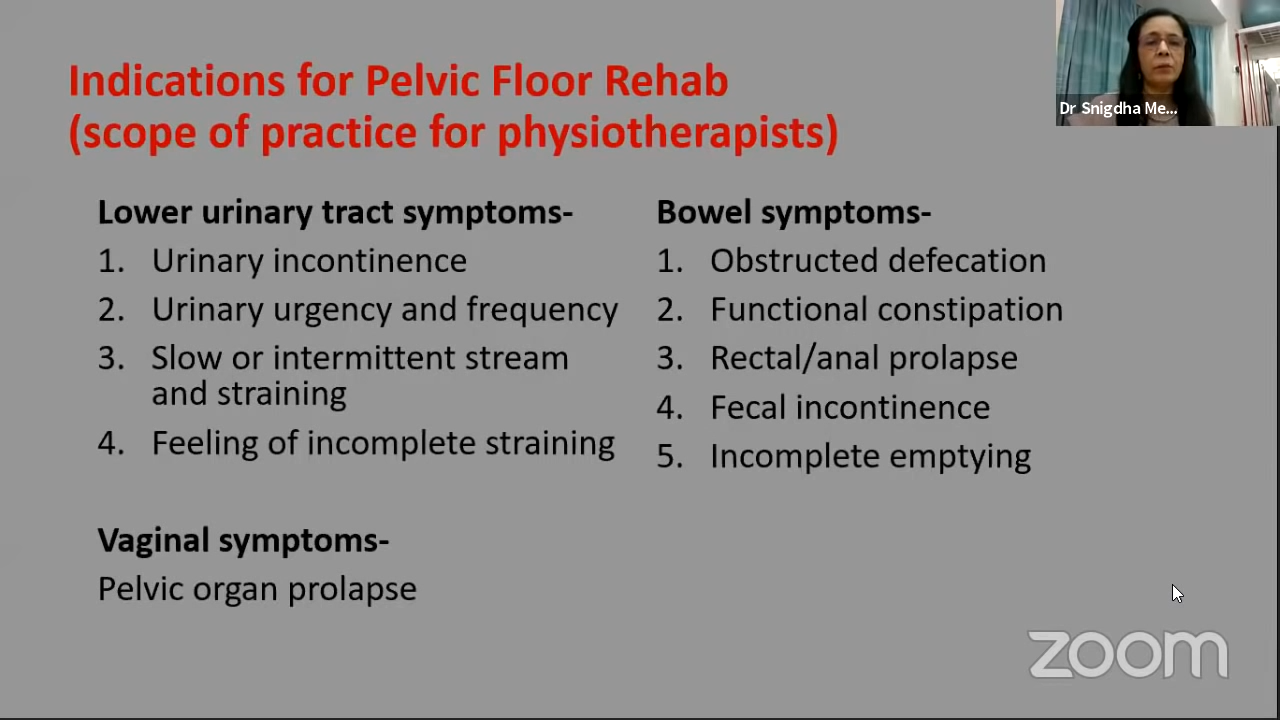 Indications for Pelvic Floor Rehab
(scope of practice for physiotherapists)
Dr Snigdha Me...
Lower urinary tract symptoms-
1. Urinary incontinence
2. Urinary urgency and frequency
3. Slow or intermittent stream
and straining
4. Feeling of incomplete straining
Vaginal symptoms-
Pelvic organ prolapse
Bowel symptoms-
1. Obstructed defecation
2. Functional constipation
3. Rectal/anal prolapse
4. Fecal incontinence
5. Incomplete emptying
zoom